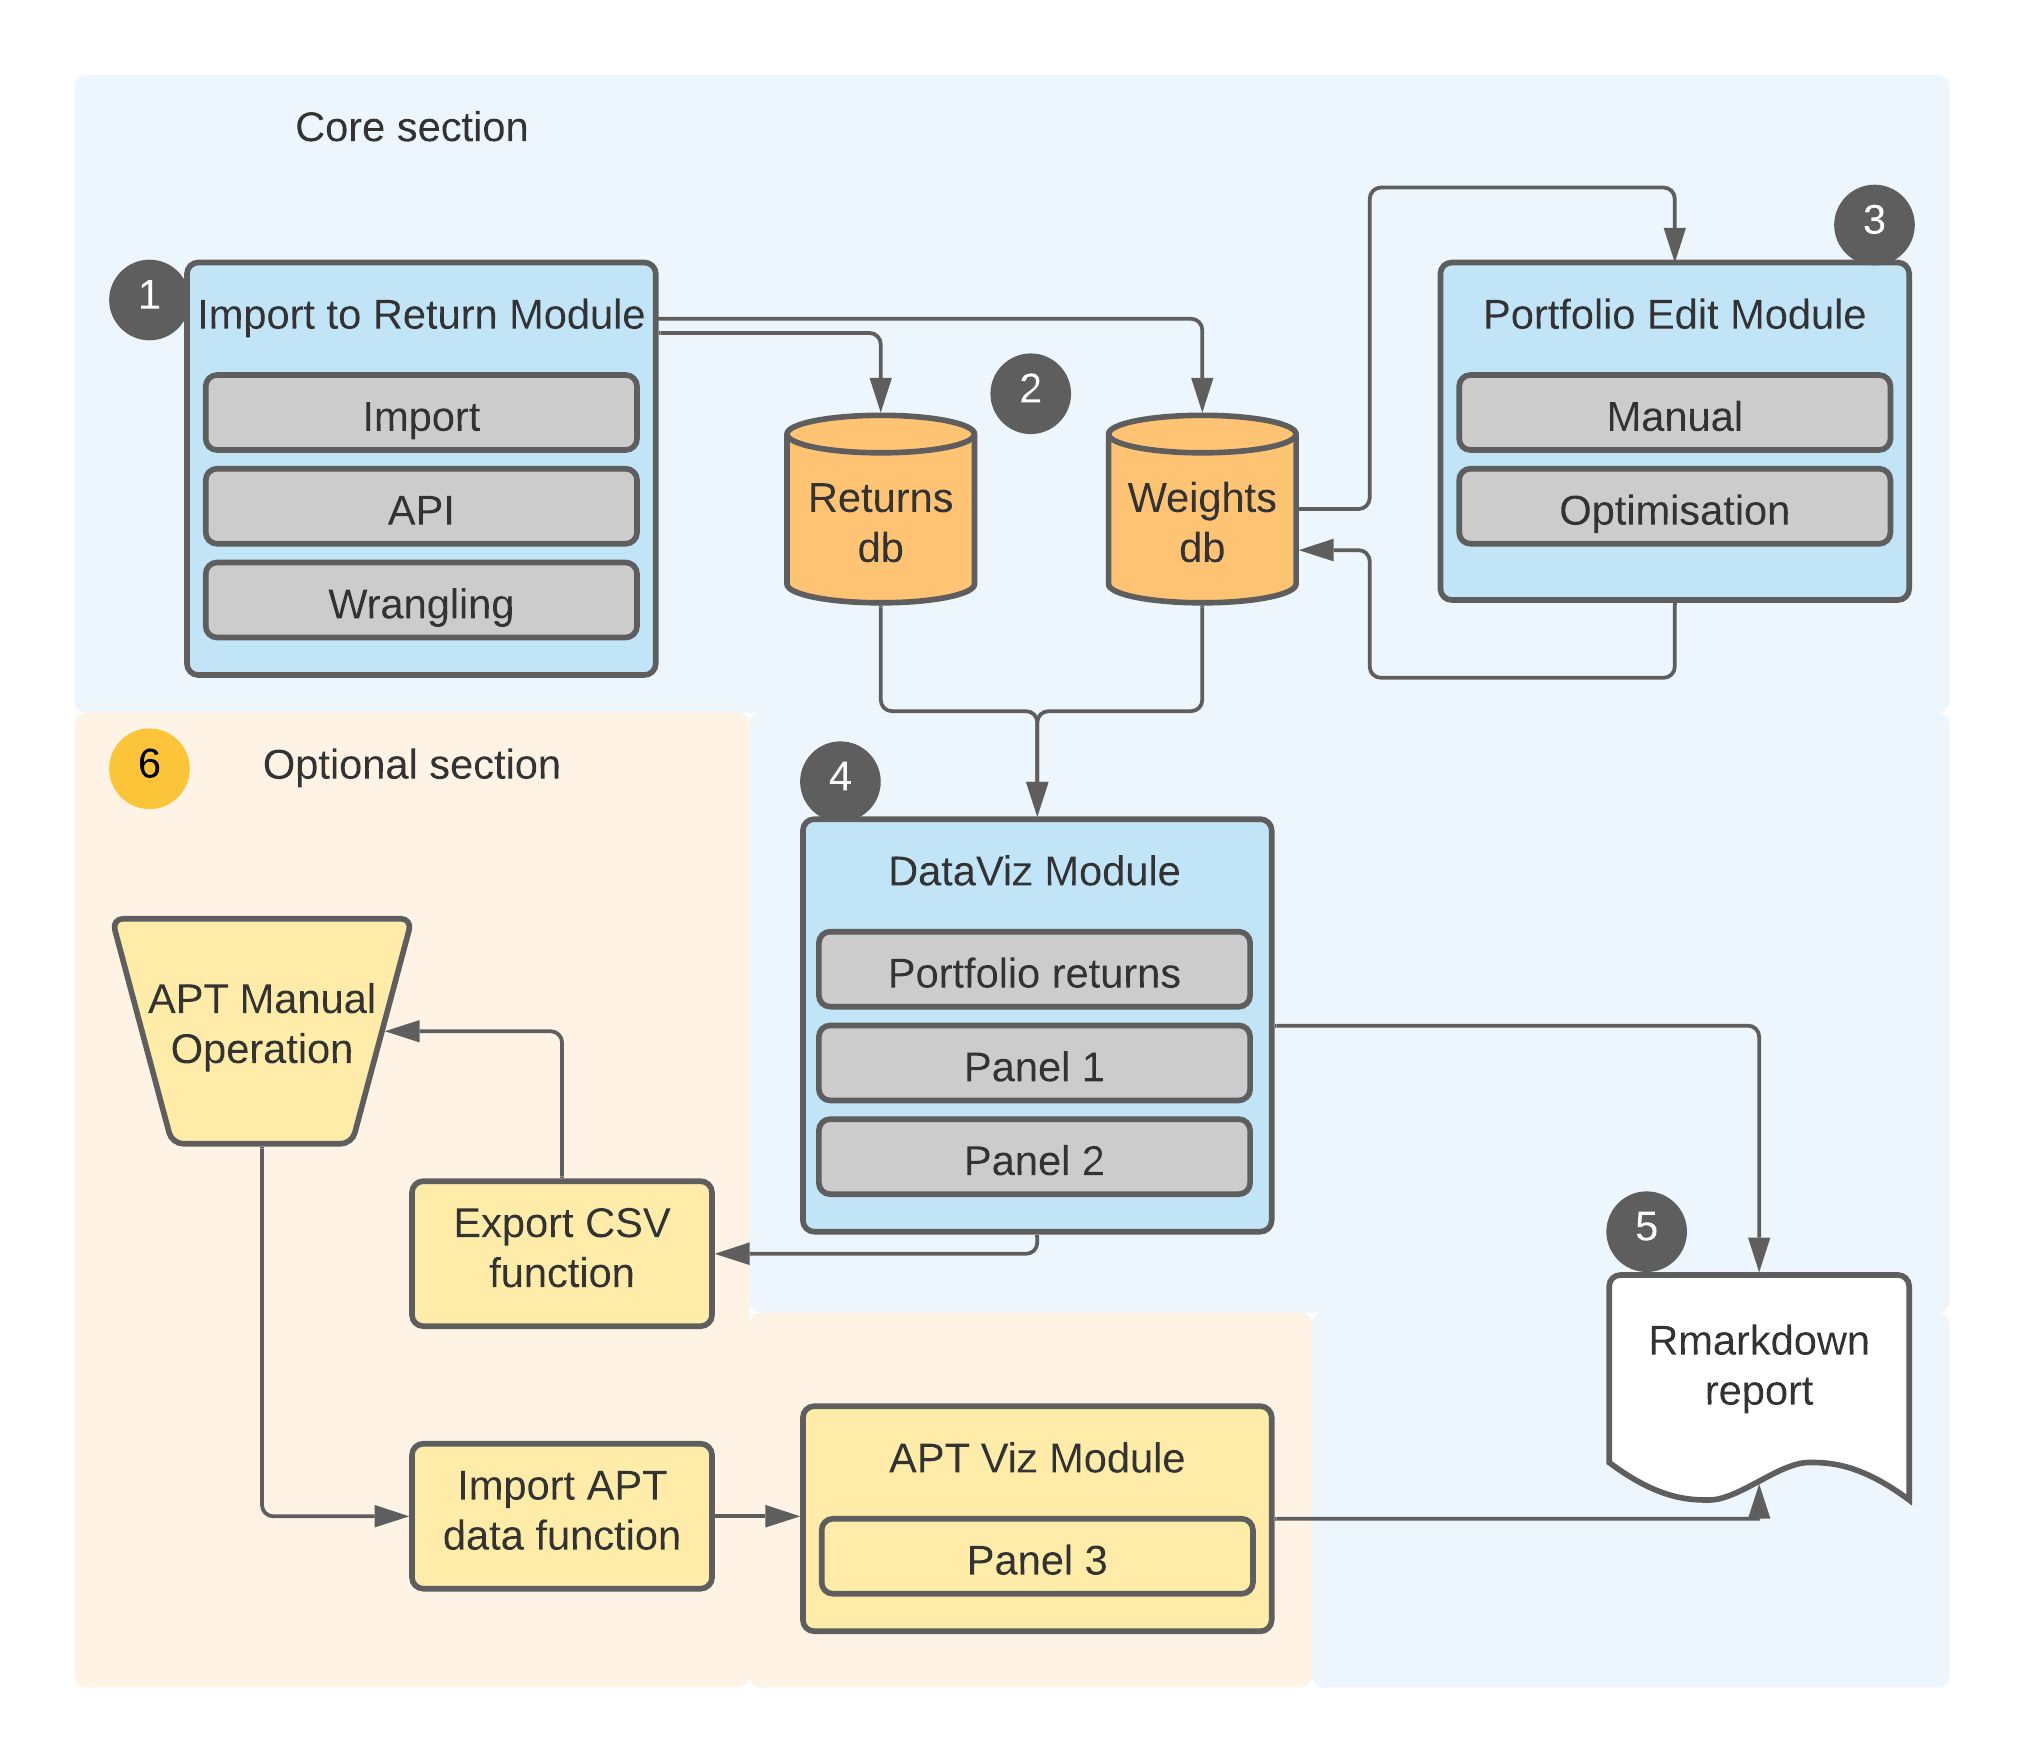 Core section
1
Import to Return Module
Import
API
Wrangling
2
Returns
db
Weights
db
3
Portfolio Edit Module
Manual
Optimisation
6
Optional section
4
DataViz Module
Portfolio returns
Panel 1
Panel 2
APT Manual
Operation
Export CSV
function
5
Rmarkdown
report
Import APT
data function
APT Viz Module
Panel 3